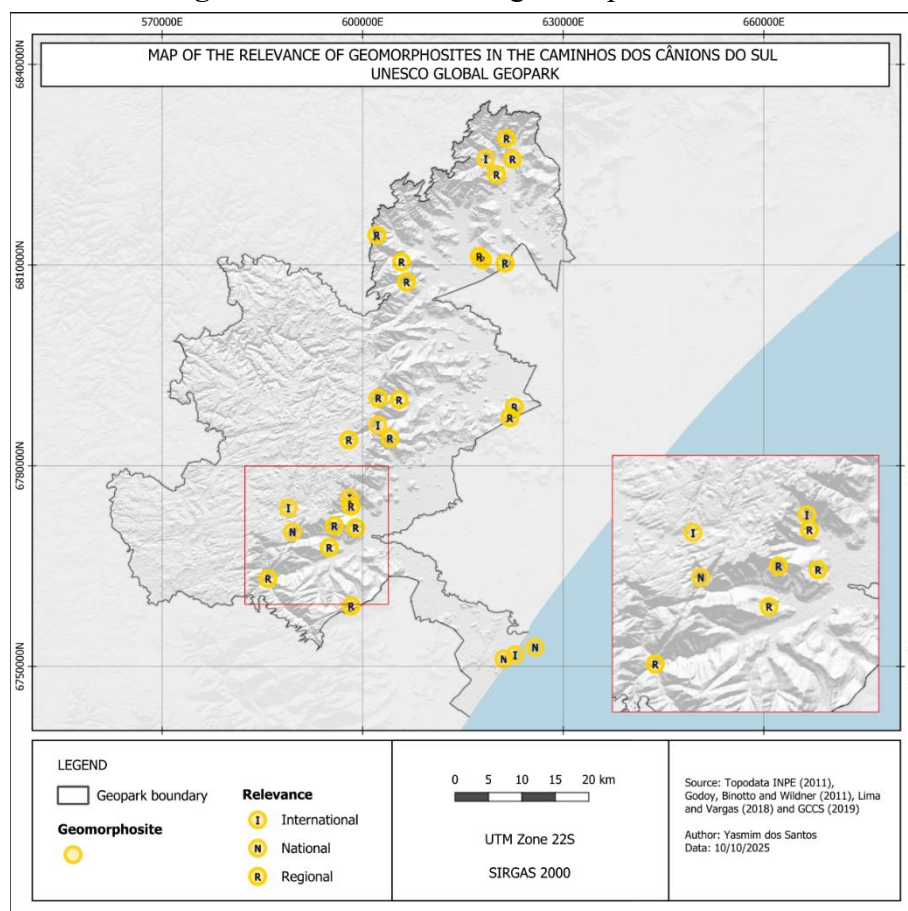 570000E 600000E 630000E 660000E
MAP OF THE RELEVANCE OF GEOMORPHOSITES IN THE CAMINHOS DOS CÂNIONS DO SUL
UNESCO GLOBAL GEOPARK
6840000N
R
I R
R
R
6810000N
R
R
R
R
R
R R
R
R
I
R
R
6780000N
I
R
I
N
R
R
R
R
R
I
R
I
N
R
R
R
R
N
I
N
6750000N
LEGEND
Geopark boundary
Geomorphosite
Relevance
I International
N National
R Regional
0 5 10 15 20 km
UTM Zone 22S
SIRGAS 2000
Source: Topodata INPE (2011),
Godoy, Binotto and Wildner (2011), Lima
and Vargas (2018) and GCCS (2019)
Author: Yasmim dos Santos
Data: 10/10/2025